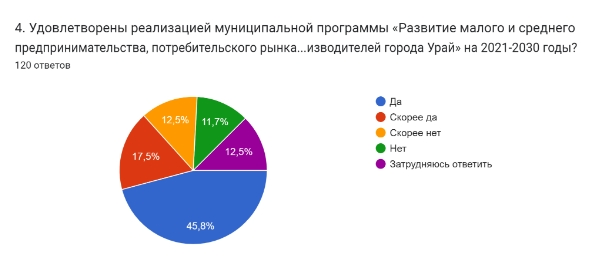 4. Удовлетворены реализацией муниципальной программы «Развитие малого и среднего
предпринимательства, потребительского рынка...изводителей города Урай» на 2021-2030 годы?
120 ответов
12,5%
11,7%
17,5%
12,5%
45,8%
Да
Скорее да
Скорее нет
Нет
Затрудняюсь ответить